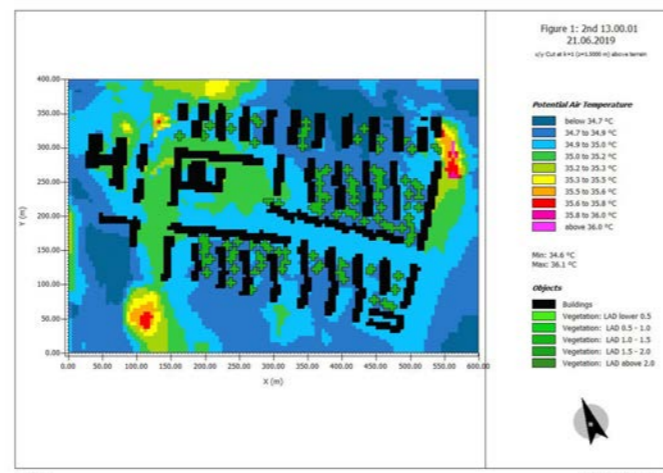 Figure 1: 2nd 13.00.01
21.06.2019
x/y Cut at k=1 (z=1.5000 m) above terrain
Potential Air Temperature
below 34.7 °C
34.7 to 34.9 °C
34.9 to 35.0 °C
35.0 to 35.2 °C
35.2 to 35.3 °C
35.3 to 35.5 °C
35.5 to 35.6 °C
35.6 to 35.8 °C
35.8 to 36.0 °C
above 36.0 °C
Min: 34.6 °C
Max: 36.1 °C
Objects
Buildings
Vegetation: LAD lower 0.5
Vegetation: LAD 0.5 - 1.0
Vegetation: LAD 1.0 - 1.5
Vegetation: LAD 1.5 - 2.0
Vegetation: LAD above 2.0
400.00
350.00
300.00
250.00
200.00
150.00
100.00
50.00
0.00
Y (m)
0.00 50.00 100.00 150.00 200.00 250.00 300.00 350.00 400.00 450.00 500.00 550.00 600.00
X (m)
N